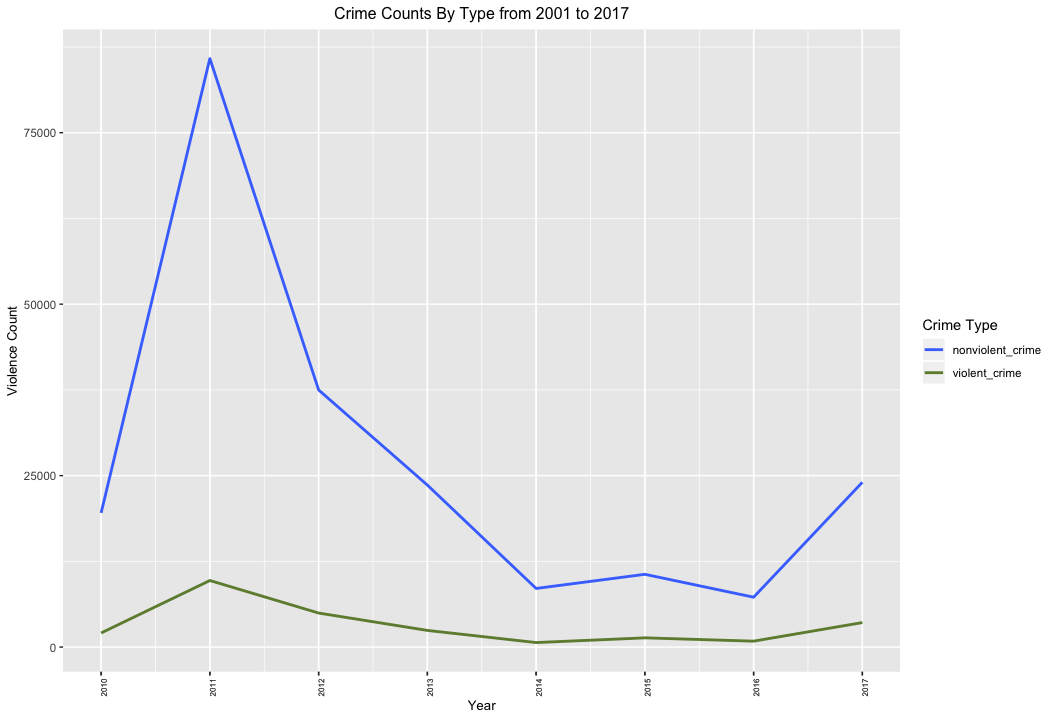 Crime Counts By Type from 2001 to 2017
Violence Count
75000
50000
25000
0
2010
2011
2012
2013
2014
2015
2016
2017
Year
Crime Type
nonviolent_crime
violent_crime